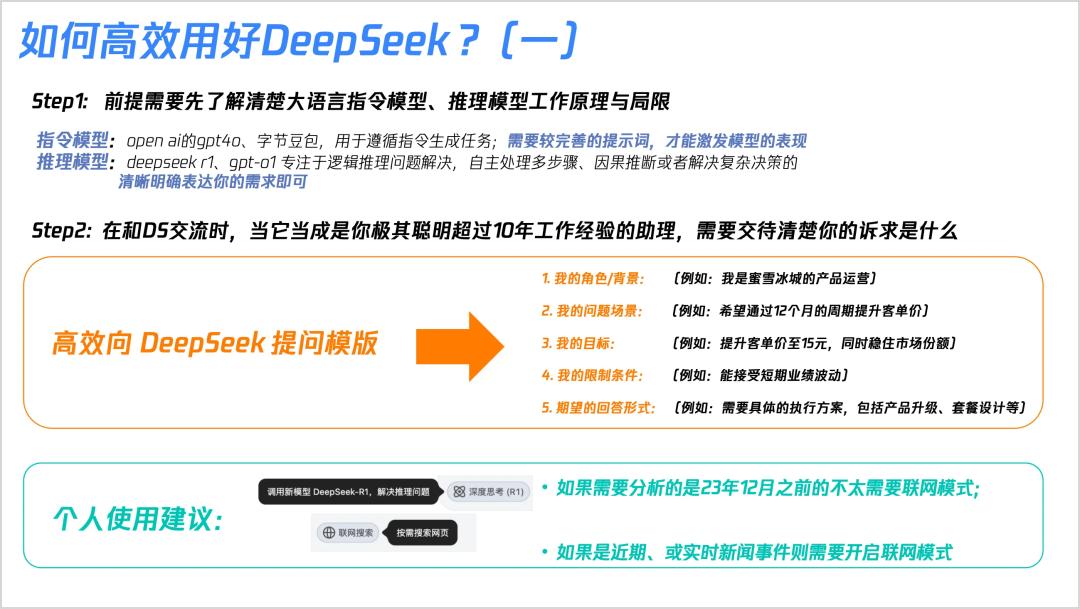 如何高效用好DeepSeek？（一）
Step1： 前提需要先了解清楚大语言指令模型、推理模型工作原理与局限
指令模型：open ai的gpt4o、字节豆包，用于遵循指令生成任务；需要较完善的提示词，才能激发模型的表现
推理模型：deepseek r1、gpt-o1 专注于逻辑推理问题解决，自主处理多步骤、因果推断或者解决复杂决策的
清晰明确表达你的需求即可
Step2: 在和DS交流时，当它当成是你极其聪明超过10年工作经验的助理，需要交待清楚你的诉求是什么
高效向 DeepSeek 提问模版
1. 我的角色/背景： （例如：我是蜜雪冰城的产品运营）
2. 我的问题场景： （例如：希望通过12个月的周期提升客单价）
3. 我的目标： （例如：提升客单价至15元，同时稳住市场份额）
4. 我的限制条件： （例如：能接受短期业绩波动）
5. 期望的回答形式： （例如：需要具体的执行方案，包括产品升级、套餐设计等）
个人使用建议：
调用新模型 DeepSeek-R1，解决推理问题 深度思考 (R1)
联网搜索 按需搜索网页
• 如果需要分析的是23年12月之前的不太需要联网模式；
• 如果是近期、或实时新闻事件则需要开启联网模式